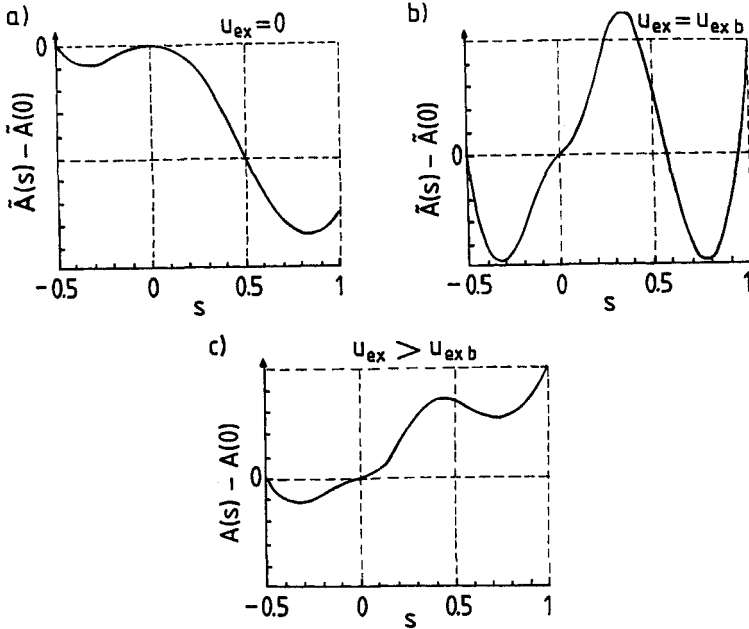 a)
u_ex = 0
0
Ã(s) – Ã(0)
-0.5 0 0.5 1
s
b)
u_ex = u_ex b
0
Ã(s) – Ã(0)
-0.5 0 0.5 1
s
c)
u_ex > u_ex b
0
A(s) – A(0)
-0.5 0 0.5 1
s